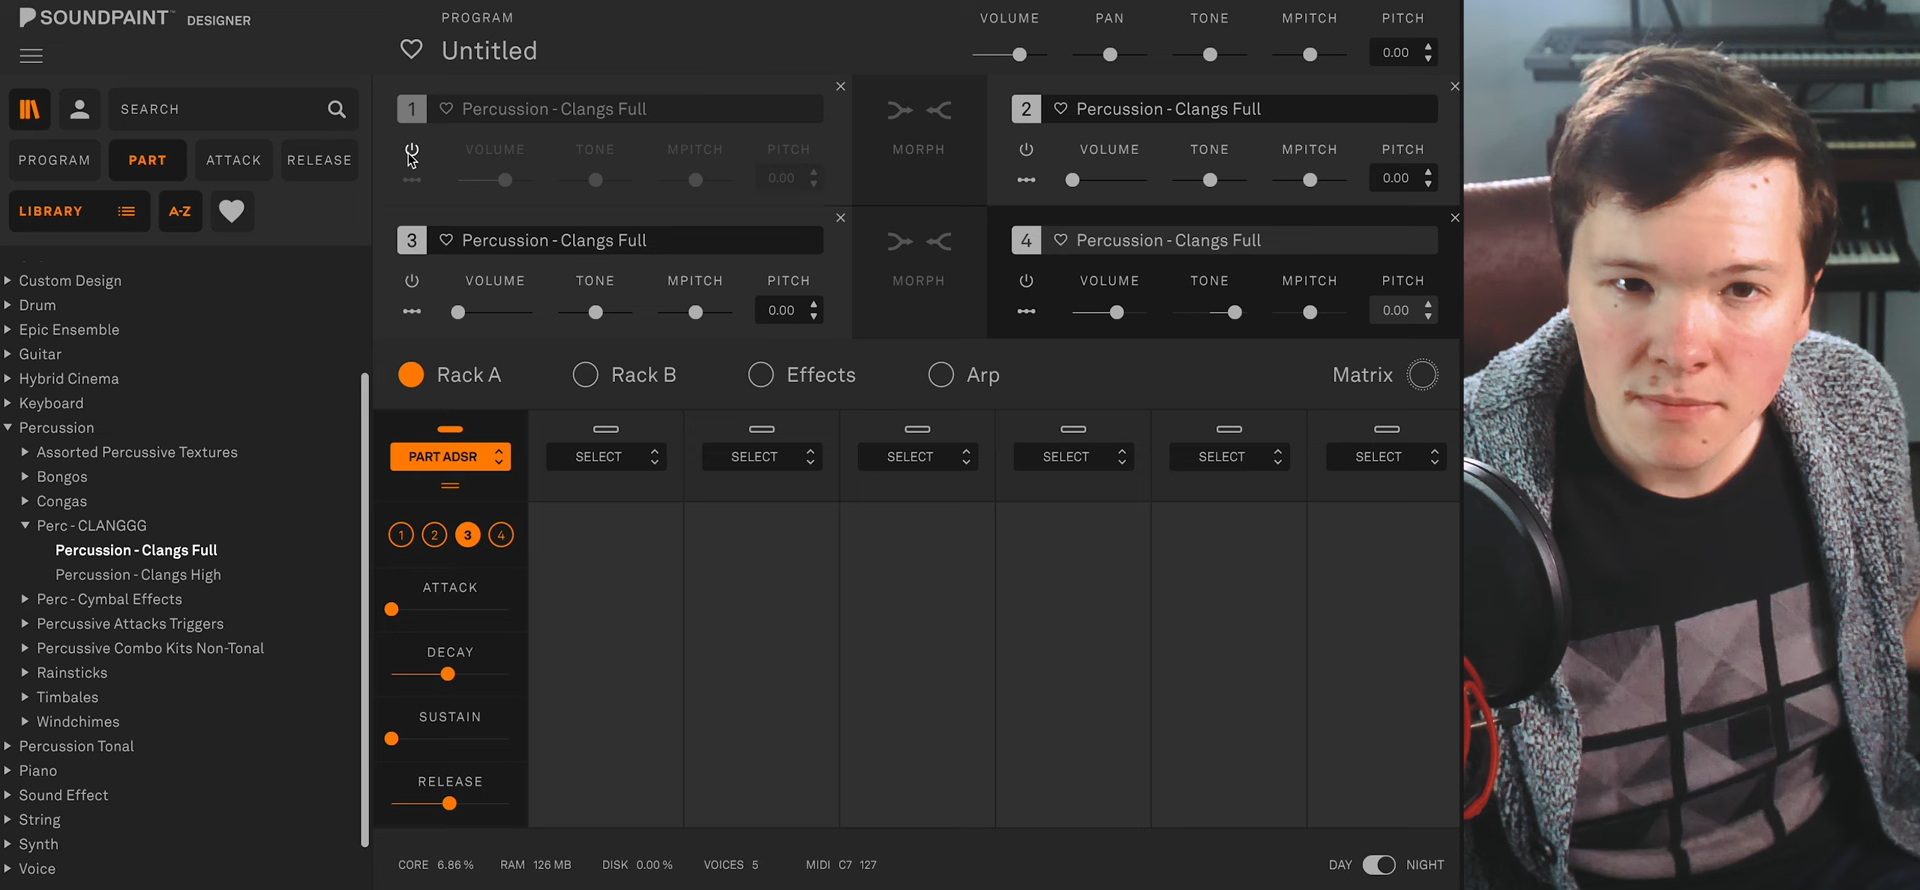 SOUNDPAINT™ DESIGNER
PROGRAM
Untitled
VOLUME PAN TONE MPITCH PITCH
0.00
SEARCH
PROGRAM PART ATTACK RELEASE
LIBRARY A-Z
Custom Design
Drum
Epic Ensemble
Guitar
Hybrid Cinema
Keyboard
Percussion
Assorted Percussive Textures
Bongos
Congas
Perc - CLANGGG
Percussion - Clangs Full
Percussion - Clangs High
Perc - Cymbal Effects
Percussive Attacks Triggers
Percussive Combo Kits Non-Tonal
Rainsticks
Timbales
Windchimes
Percussion Tonal
Piano
Sound Effect
String
Synth
Voice
1 Percussion - Clangs Full
VOLUME TONE MPITCH PITCH
0.00
MORPH
2 Percussion - Clangs Full
VOLUME TONE MPITCH PITCH
0.00
3 Percussion - Clangs Full
VOLUME TONE MPITCH PITCH
0.00
MORPH
4 Percussion - Clangs Full
VOLUME TONE MPITCH PITCH
0.00
Rack A Rack B Effects Arp Matrix
PART ADSR SELECT SELECT SELECT SELECT SELECT SELECT
1 2 3 4
ATTACK
DECAY
SUSTAIN
RELEASE
CORE 6.86 % RAM 126 MB DISK 0.00 % VOICES 5 MIDI C7 127 DAY NIGHT